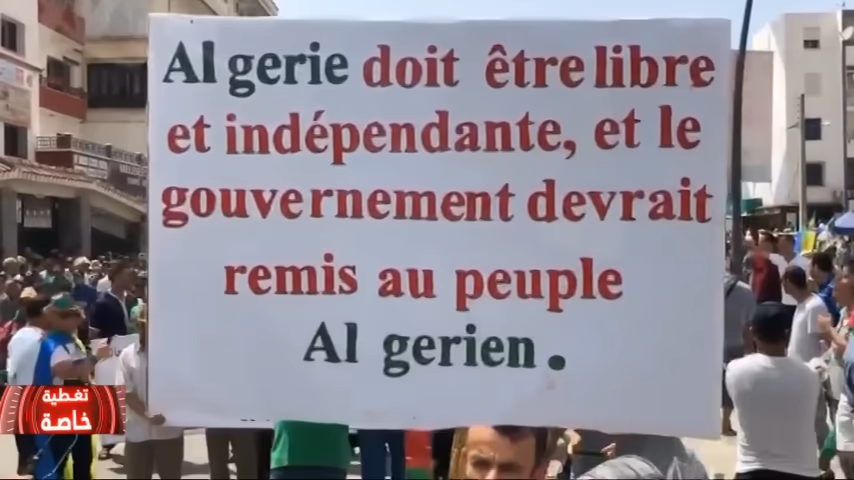 Al gerie doit être libre
et indépendante, et le
gouvernement devrait
remis au peuple
Al gerien.
تغطية
خاصة